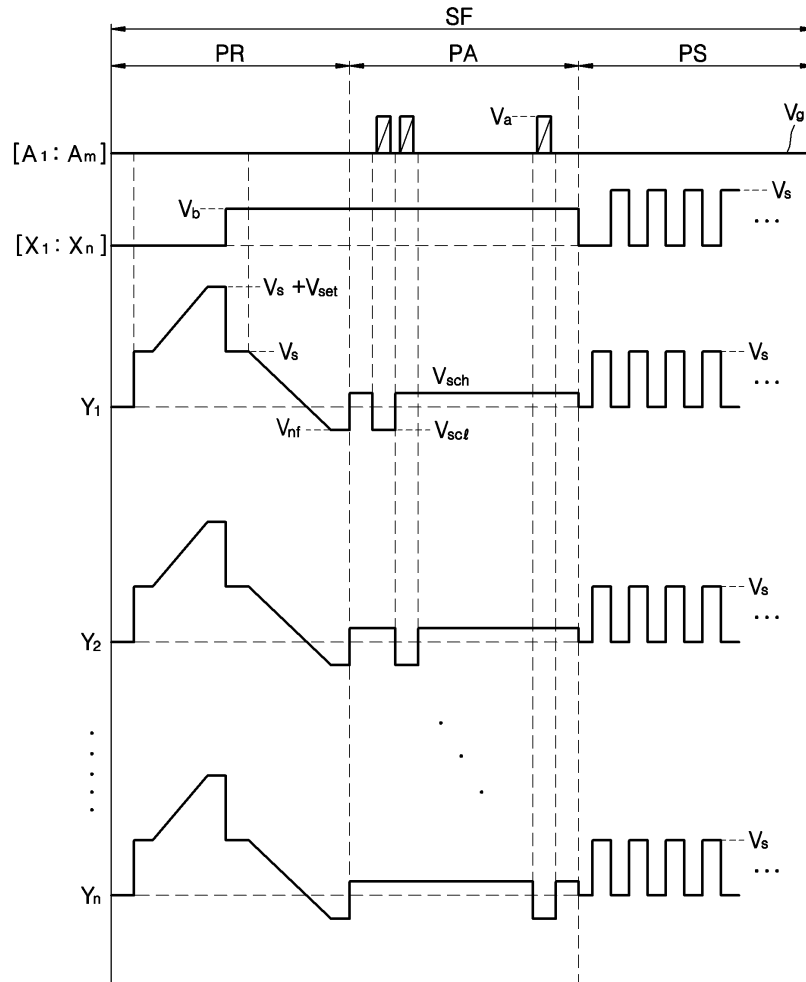 SF
PR PA PS
Va Vg
[A1: Am]
Vb Vs
...
[X1: Xn]
Vs +Vset
Vs Vs
Vsch ...
Y1
Vnf Vscℓ
Vs
...
Y2
Vs
...
Yn